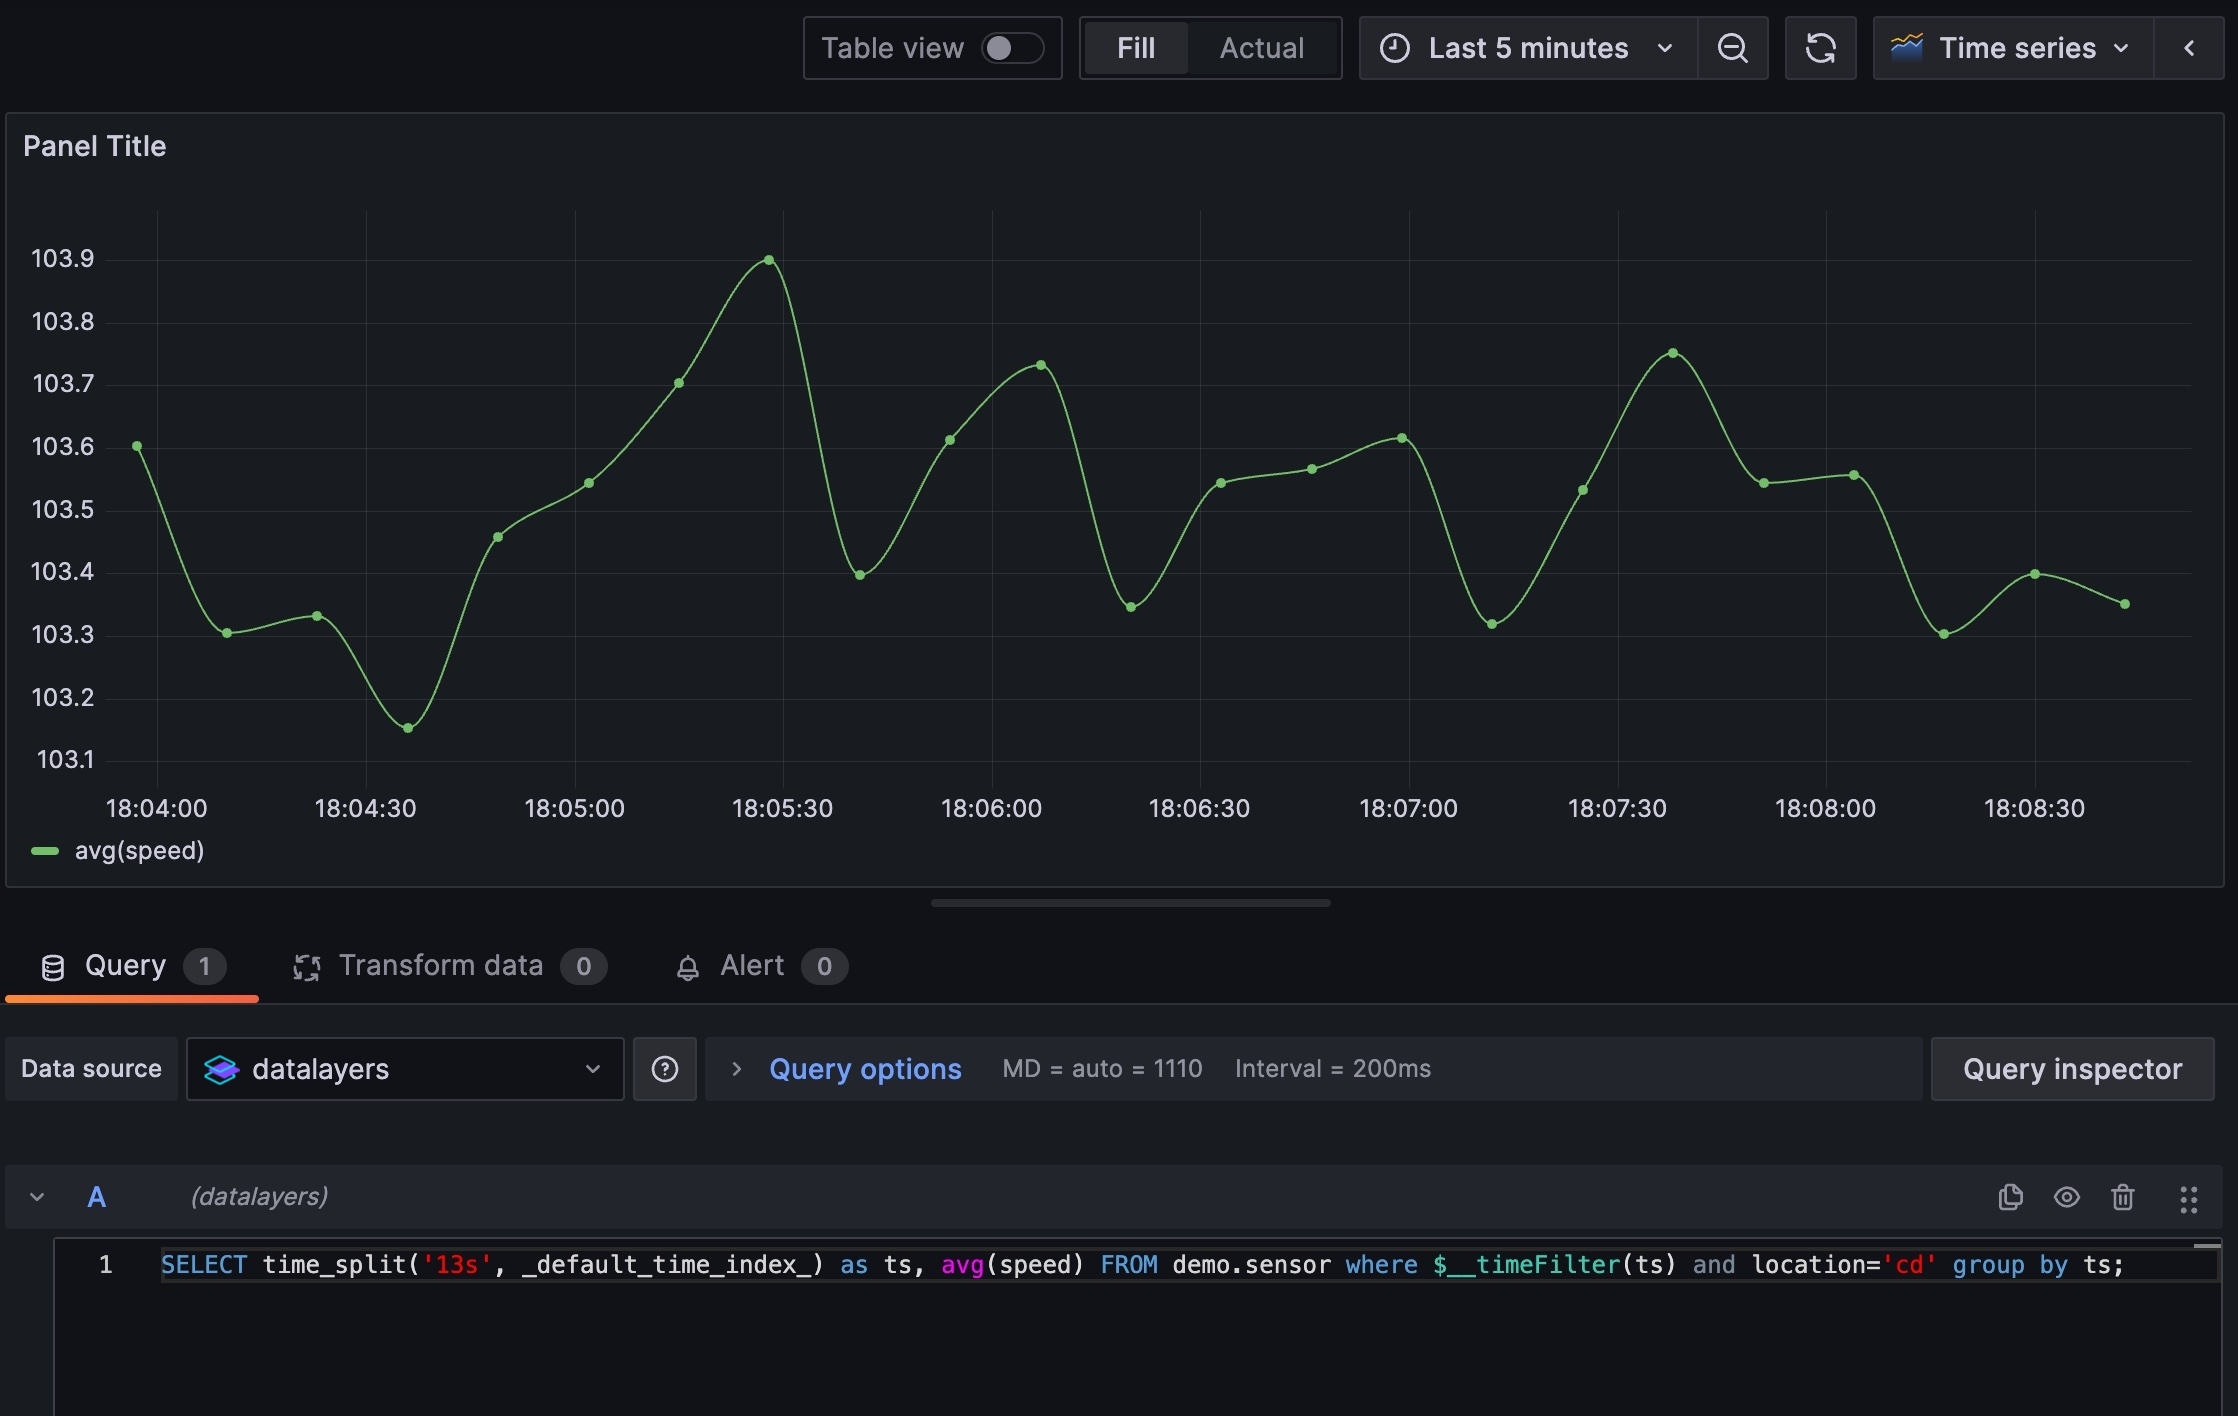 Table view Fill Actual Last 5 minutes Time series
Panel Title
103.9
103.8
103.7
103.6
103.5
103.4
103.3
103.2
103.1
18:04:00 18:04:30 18:05:00 18:05:30 18:06:00 18:06:30 18:07:00 18:07:30 18:08:00 18:08:30
avg(speed)
Query 1 Transform data 0 Alert 0
Data source datalayers Query options MD = auto = 1110 Interval = 200ms Query inspector
A (datalayers)
1 SELECT time_split('13s', _default_time_index_) as ts, avg(speed) FROM demo.sensor where $__timeFilter(ts) and location='cd' group by ts;